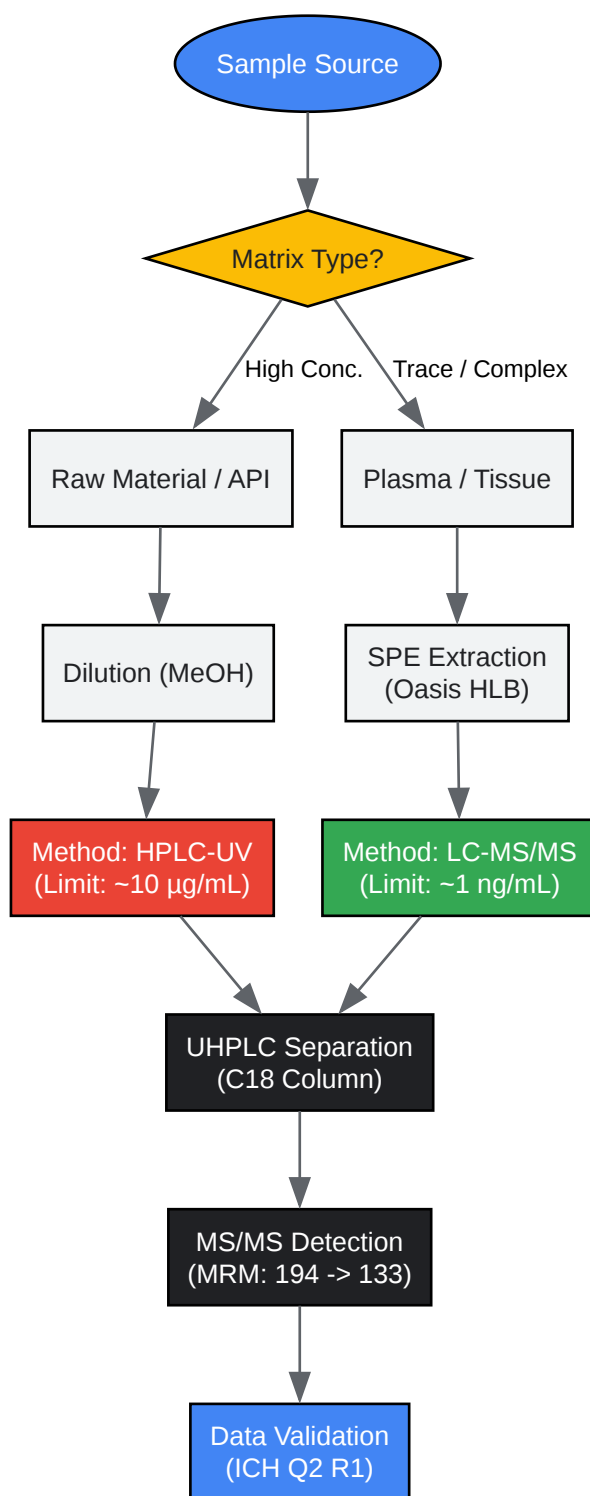 Sample Source
Matrix Type?
High Conc.
Trace / Complex
Raw Material / API
Plasma / Tissue
Dilution (MeOH)
SPE Extraction
(Oasis HLB)
Method: HPLC-UV
(Limit: ~10 µg/mL)
Method: LC-MS/MS
(Limit: ~1 ng/mL)
UHPLC Separation
(C18 Column)
MS/MS Detection
(MRM: 194 -> 133)
Data Validation
(ICH Q2 R1)